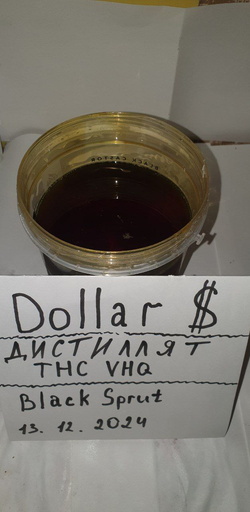 Dollar $
ДИСТИЛЛЯТ
THC VHQ
Black Sprut
13. 12. 2024